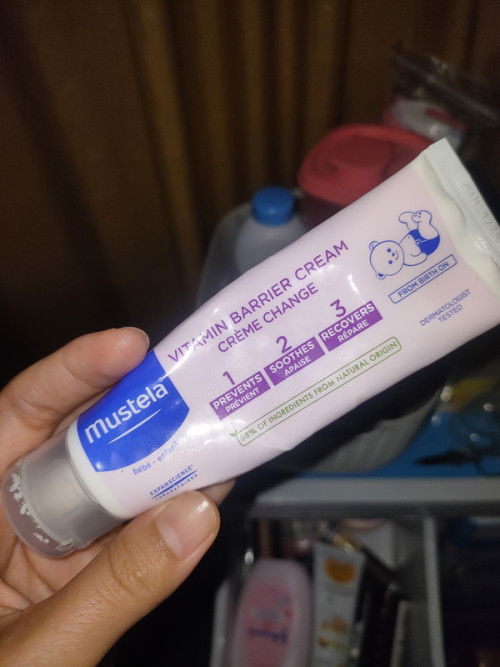 VITAMIN BARRIER CREAM
CRÈME CHANGE
1
PREVENTS
PRÉVIENT
2
SOOTHES
APAISE
3
RECOVERS
RÉPARE
98% OF INGREDIENTS FROM NATURAL ORIGIN
FROM BIRTH ON
DERMATOLOGIST
TESTED
mustela
bébé - enfant
EXPANSCIENCE
LABORATOIRES